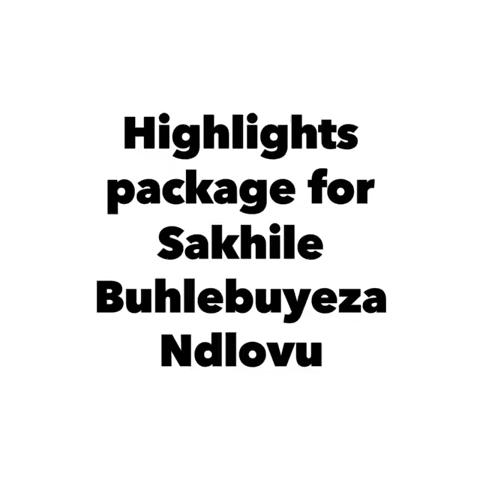 Highlights
package for
Sakhile
Buhlebuyeza
Ndlovu